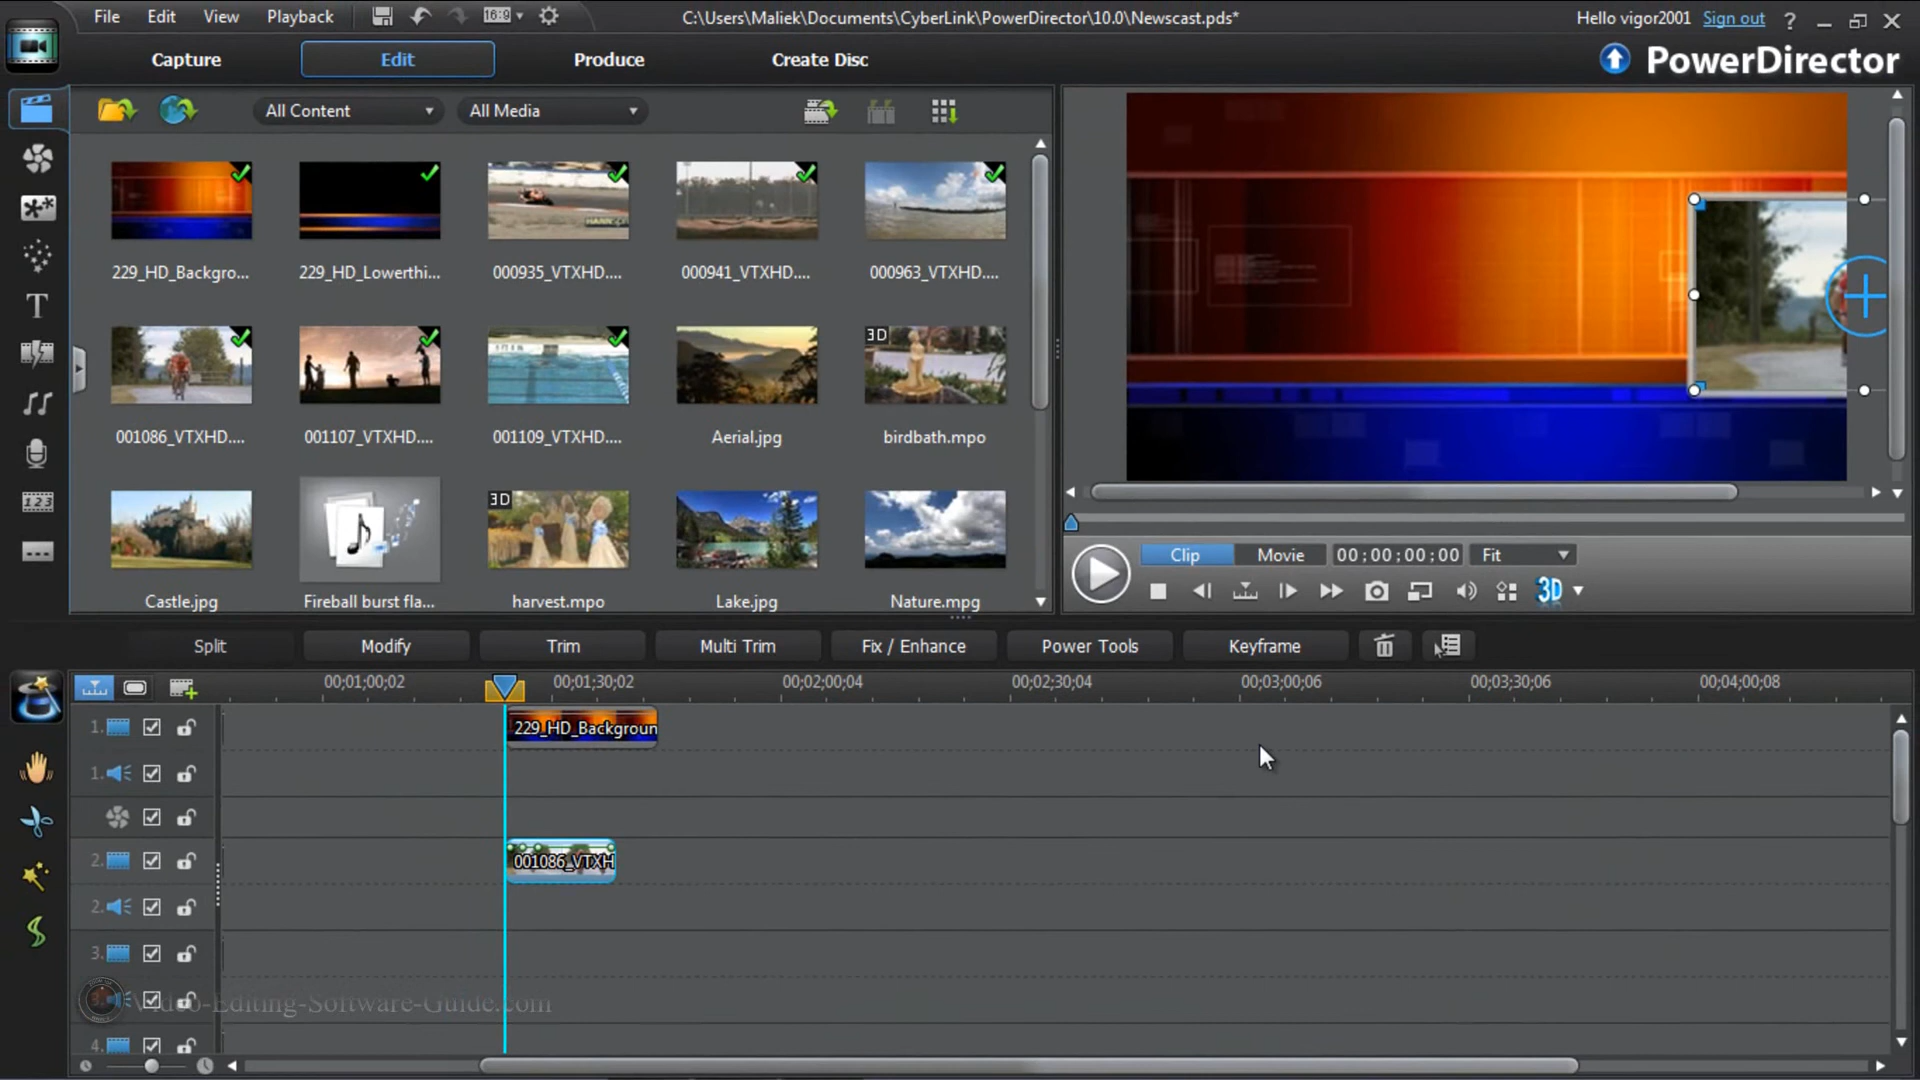 File Edit View Playback 16:9 C:\Users\Maliek\Documents\CyberLink\PowerDirector\10.0\Newscast.pds* Hello vigor2001 Sign out ?
Capture Edit Produce Create Disc PowerDirector
All Content All Media
229_HD_Backgro... 229_HD_Lowerthi... 000935_VTXHD.... 000941_VTXHD.... 000963_VTXHD....
3D
001086_VTXHD.... 001107_VTXHD.... 001109_VTXHD.... Aerial.jpg birdbath.mpo
3D
Castle.jpg Fireball burst fla... harvest.mpo Lake.jpg Nature.mpg
Clip Movie 00;00;00;00 Fit
3D
Split Modify Trim Multi Trim Fix / Enhance Power Tools Keyframe
00;01;00;02 00;01;30;02 00;02;00;04 00;02;30;04 00;03;00;06 00;03;30;06 00;04;00;08
1. 229_HD_Backgroun
1.
2. 001086_VTXH
2.
3.
3. Video-Editing-Software-Guide.com
4.